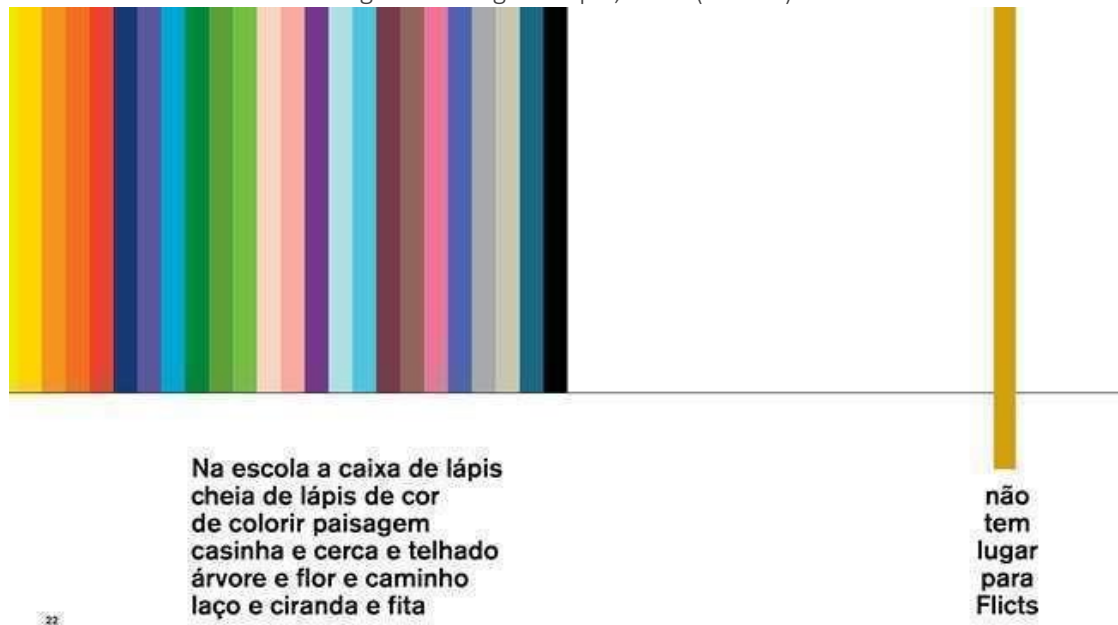 Na escola a caixa de lápis
cheia de lápis de cor
de colorir paisagem
casinha e cerca e telhado
árvore e flor e caminho
laço e ciranda e fita
não
tem
lugar
para
Flicts
22